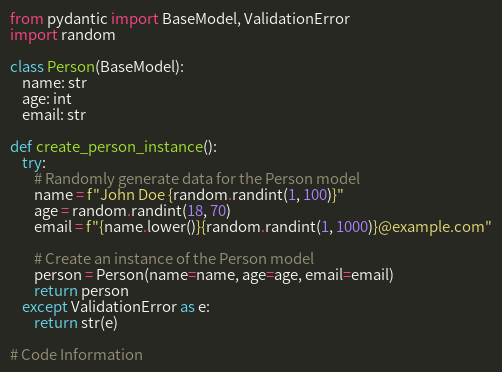 from pydantic import BaseModel, ValidationError
import random

class Person(BaseModel):
    name: str
    age: int
    email: str

def create_person_instance():
    try:
        # Randomly generate data for the Person model
        name = f"John Doe {random.randint(1, 100)}"
        age = random.randint(18, 70)
        email = f"{name.lower()}{random.randint(1, 1000)}@example.com"

        # Create an instance of the Person model
        person = Person(name=name, age=age, email=email)
        return person
    except ValidationError as e:
        return str(e)

# Code Information